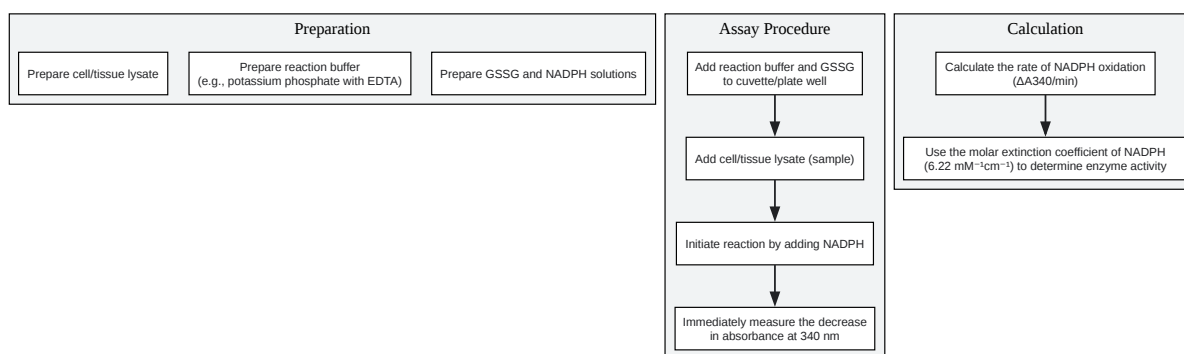 Preparation
Prepare cell/tissue lysate
Prepare reaction buffer
(e.g., potassium phosphate with EDTA)
Prepare GSSG and NADPH solutions
Assay Procedure
Add reaction buffer and GSSG
to cuvette/plate well
Add cell/tissue lysate (sample)
Initiate reaction by adding NADPH
Immediately measure the decrease
in absorbance at 340 nm
Calculation
Calculate the rate of NADPH oxidation
(ΔA340/min)
Use the molar extinction coefficient of NADPH
(6.22 mM⁻¹cm⁻¹) to determine enzyme activity